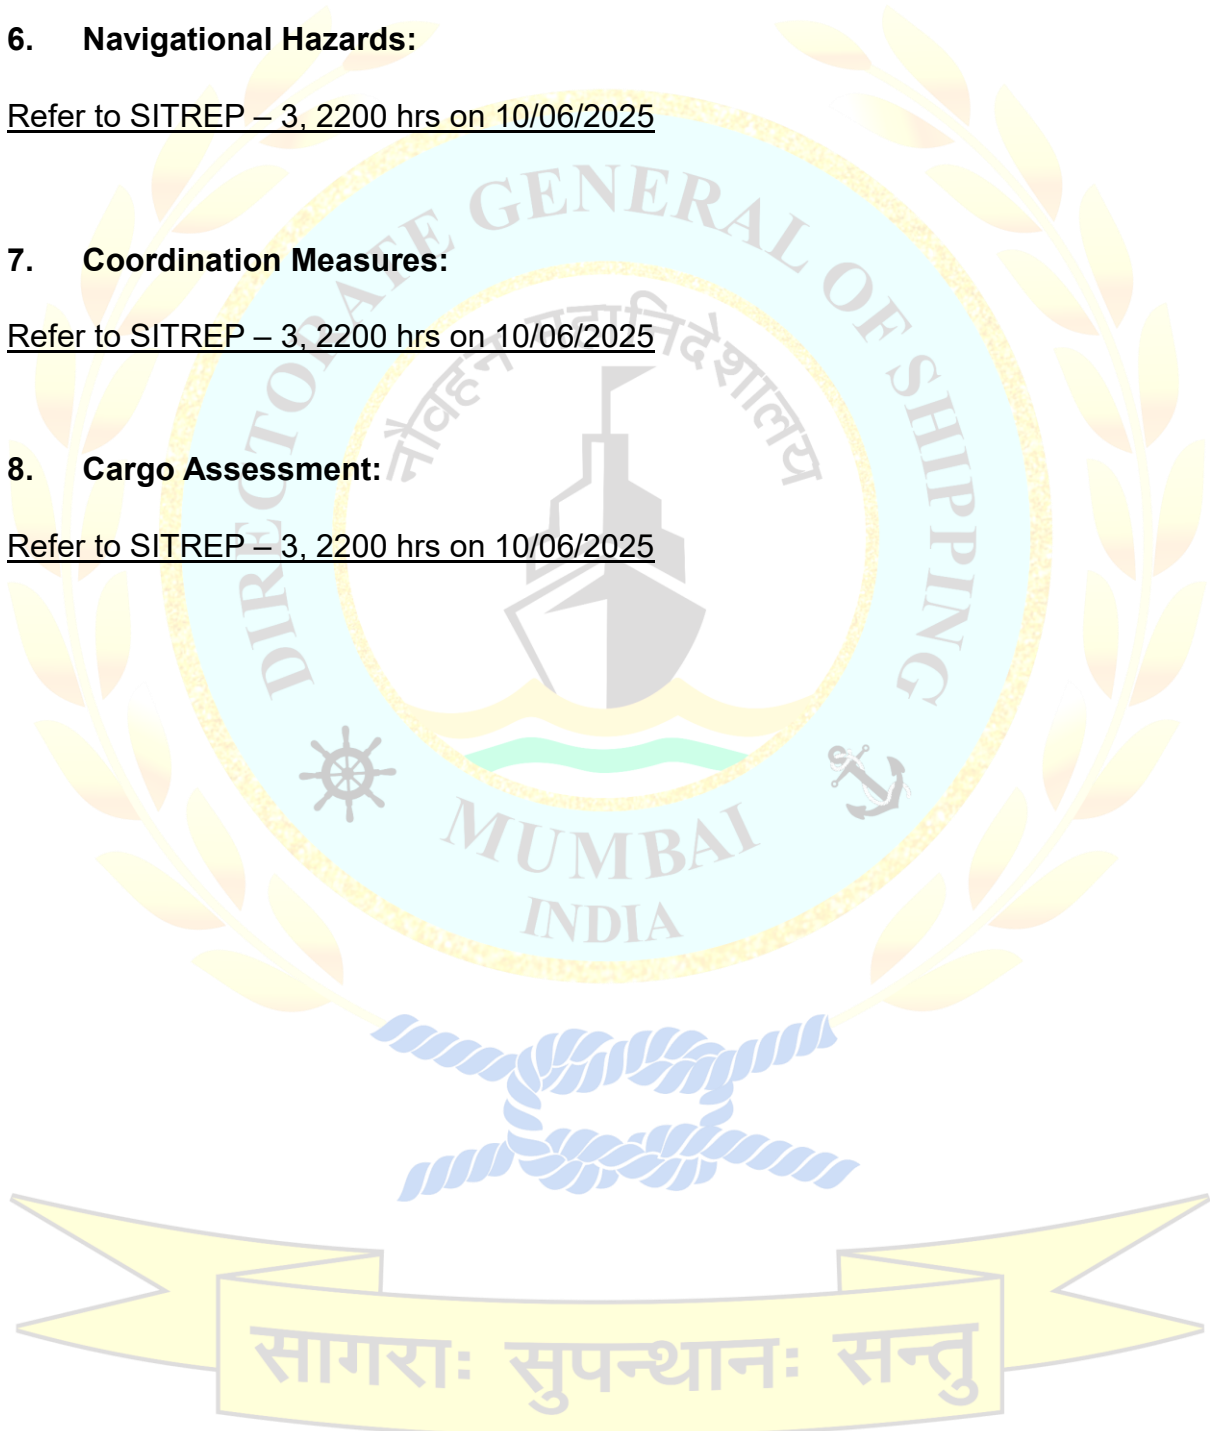 6. Navigational Hazards:
Refer to SITREP – 3, 2200 hrs on 10/06/2025
7. Coordination Measures:
Refer to SITREP – 3, 2200 hrs on 10/06/2025
8. Cargo Assessment:
Refer to SITREP – 3, 2200 hrs on 10/06/2025
DIRECTORATE GENERAL OF SHIPPING
नौवहन महानिदेशालय
MUMBAI
INDIA
सागराः सुपन्थानः सन्तु